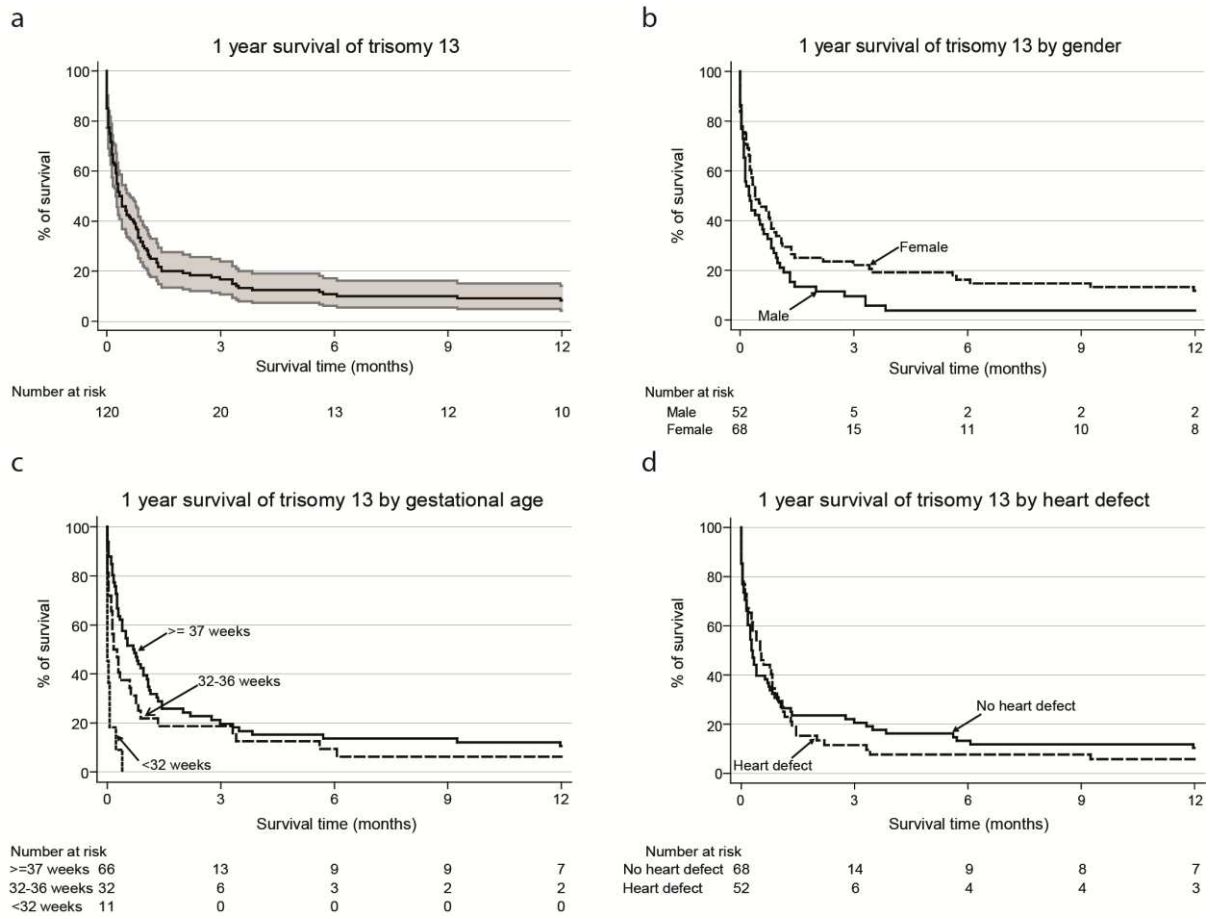 a
1 year survival of trisomy 13
100
80
60
40
20
0
% of survival
0 3 6 9 12
Survival time (months)
Number at risk
120 20 13 12 10
b
1 year survival of trisomy 13 by gender
100
80
60
40
20
0
% of survival
Female
Male
0 3 6 9 12
Survival time (months)
Number at risk
Male 52 5 2 2 2
Female 68 15 11 10 8
c
1 year survival of trisomy 13 by gestational age
100
80
60
40
20
0
% of survival
>= 37 weeks
32-36 weeks
<32 weeks
0 3 6 9 12
Survival time (months)
Number at risk
>=37 weeks 66 13 9 9 7
32-36 weeks 32 6 3 2 2
<32 weeks 11 0 0 0 0
d
1 year survival of trisomy 13 by heart defect
100
80
60
40
20
0
% of survival
No heart defect
Heart defect
0 3 6 9 12
Survival time (months)
Number at risk
No heart defect 68 14 9 8 7
Heart defect 52 6 4 4 3